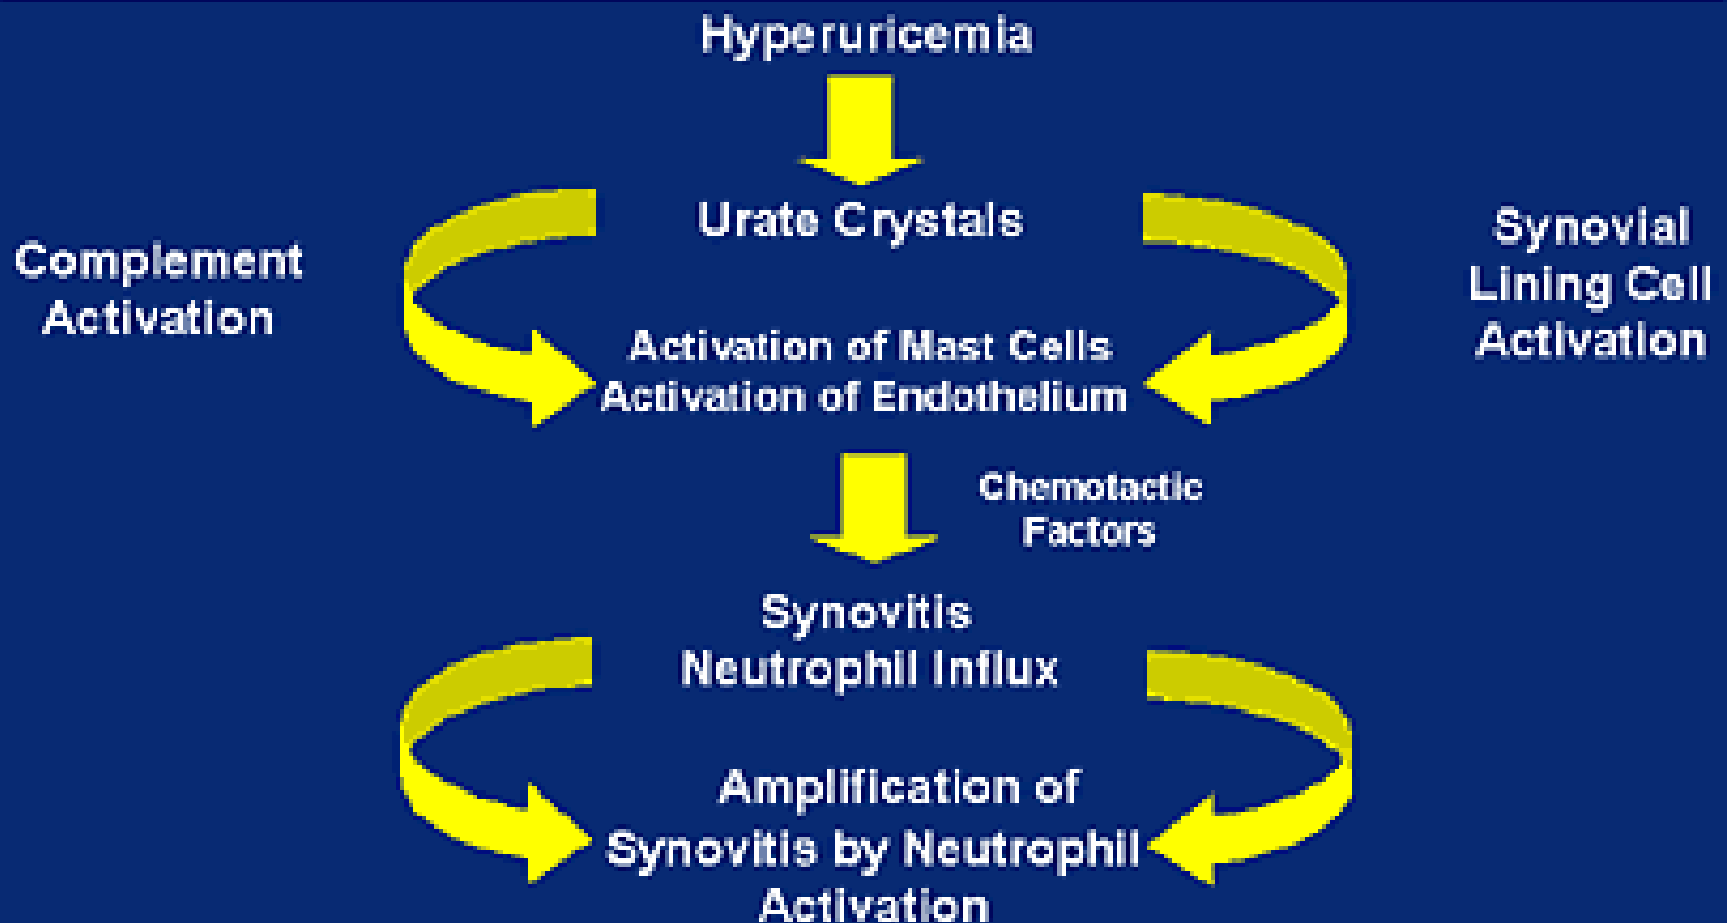 Hyperuricemia
Urate Crystals
Complement
Activation
Synovial
Lining Cell
Activation
Activation of Mast Cells
Activation of Endothelium
Chemotactic
Factors
Synovitis
Neutrophil Influx
Amplification of
Synovitis by Neutrophil
Activation